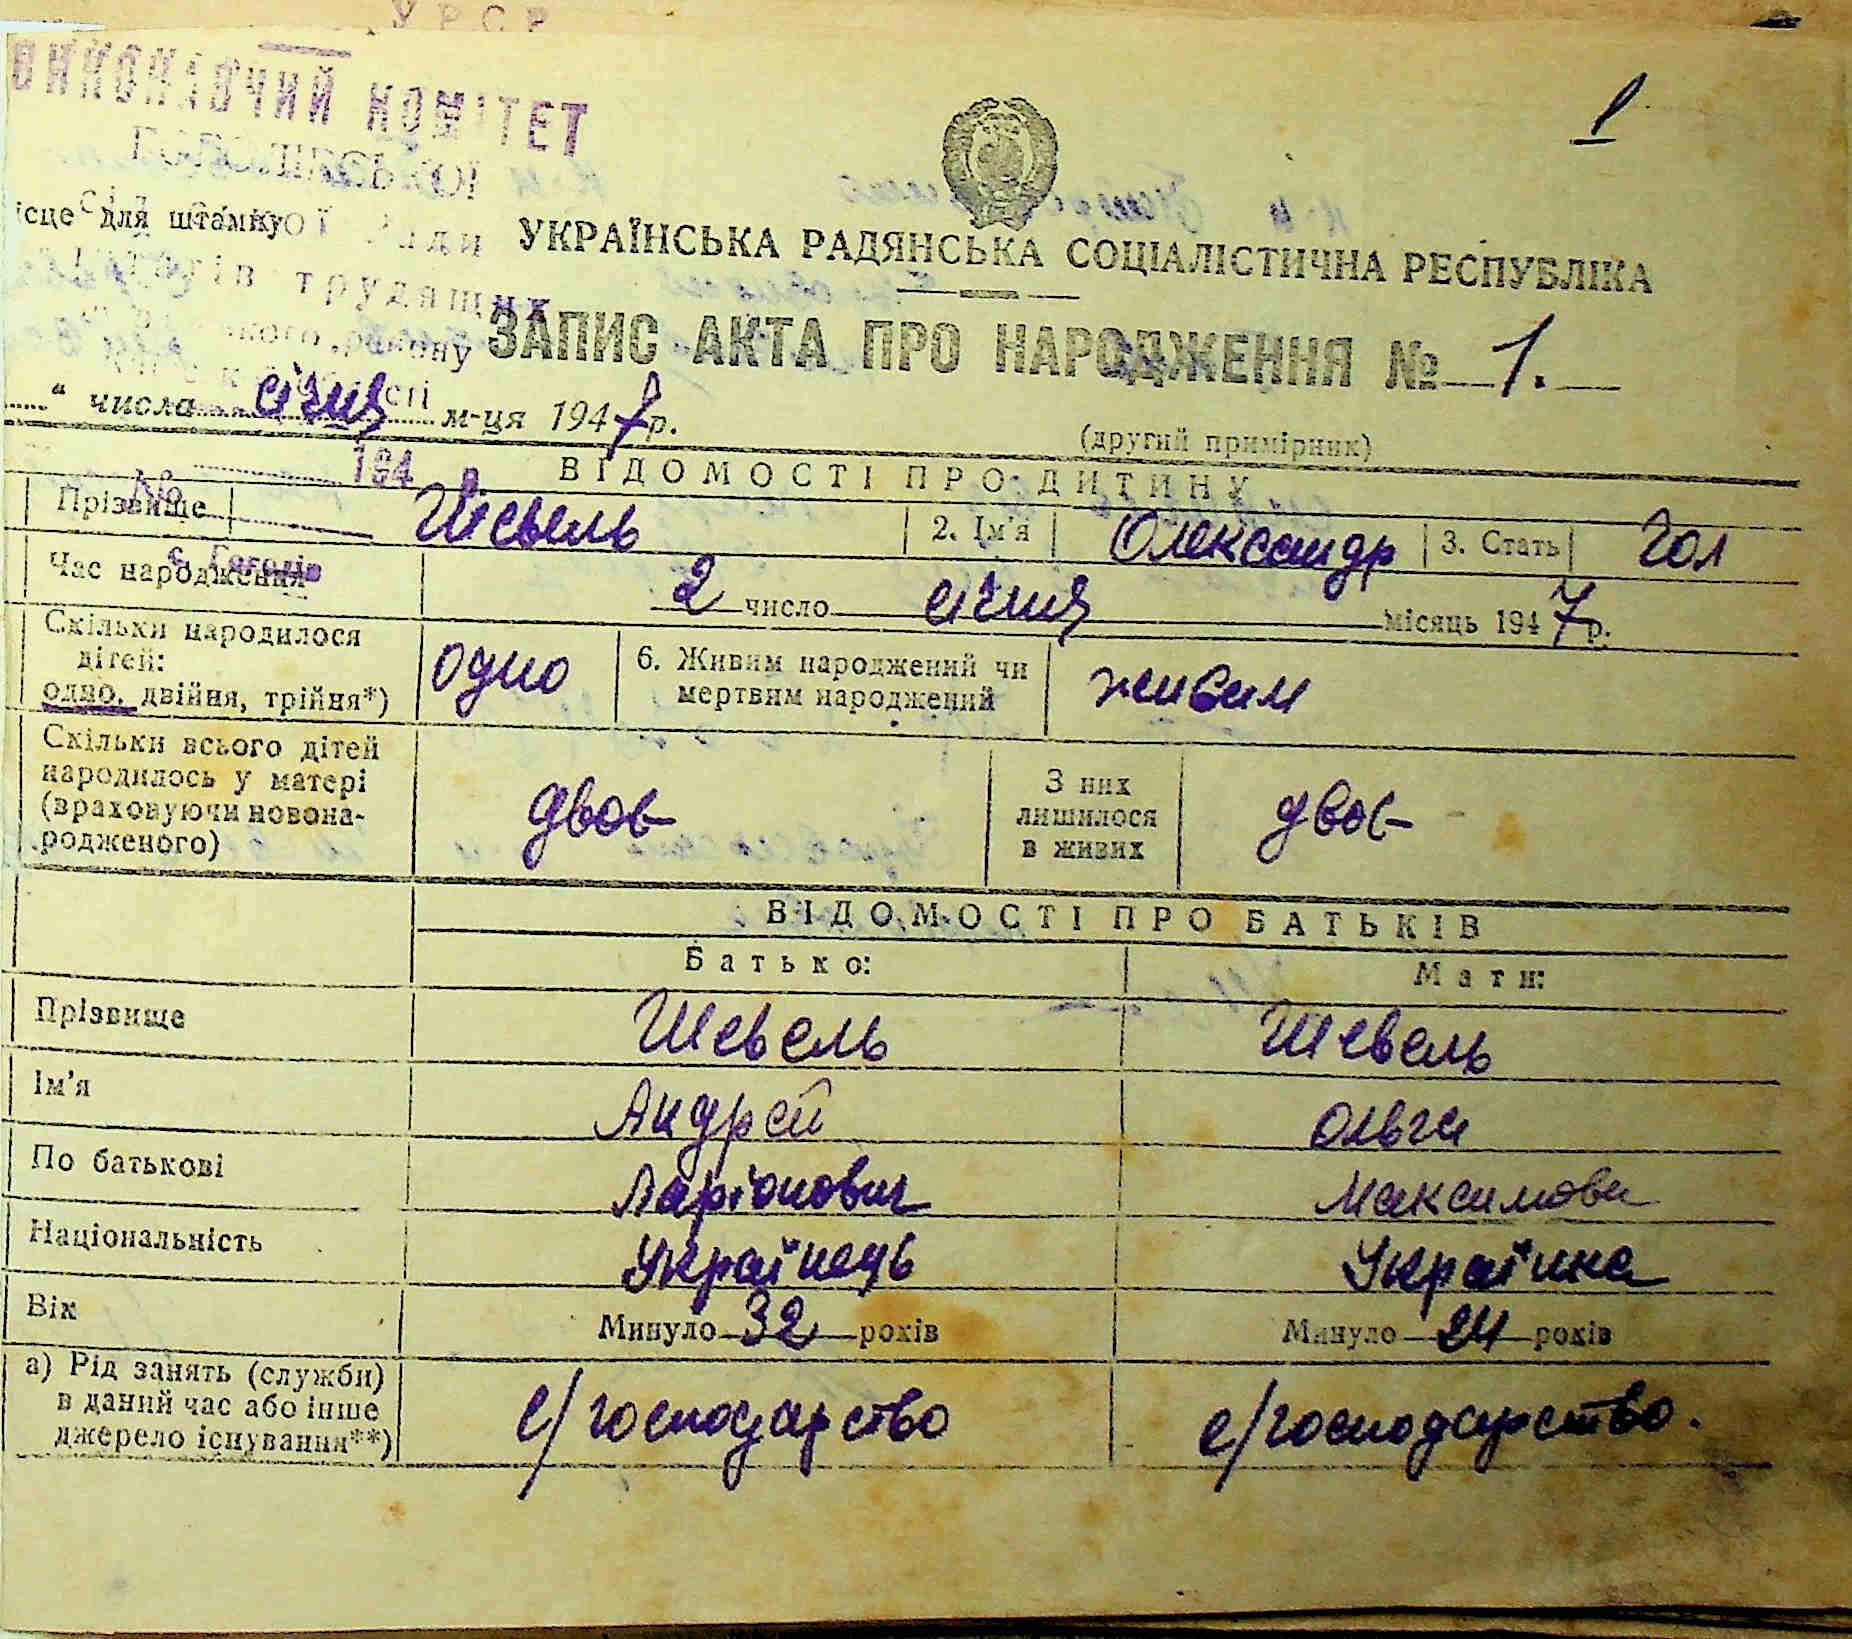 УРСР
ВИКОНАВЧИЙ КОМІТЕТ
1
ісце для штампу
УКРАЇНСЬКА РАДЯНСЬКА СОЦІАЛІСТИЧНА РЕСПУБЛІКА
трудящих
ЗАПИС АКТА ПРО НАРОДЖЕННЯ № 1.
" числа січня м-ця 1947 р.
(другий примірник)
№ 194
ВІДОМОСТІ ПРО ДИТИНУ
Прізвище Шевель 2. Ім'я Олександр 3. Стать Чол
Час народження 2 число січня місяць 1947 р.
Скільки народилося дітей: одно, двійня, трійня*) одно 6. Живим народжений чи мертвим народжений живим
Скільки всього дітей народилось у матері (враховуючи новонародженого) двоє З них лишилося в живих двоє
ВІДОМОСТІ ПРО БАТЬКІВ
Батько: Мати:
Прізвище Шевель Шевель
Ім'я Андрей Ольга
По батькові Ларіонович Максимовн
Національність Українець Українка
Вік Минуло 32 років Минуло 24 років
а) Рід занять (служби) в даний час або інше джерело існування**) с/господарство с/господарство.